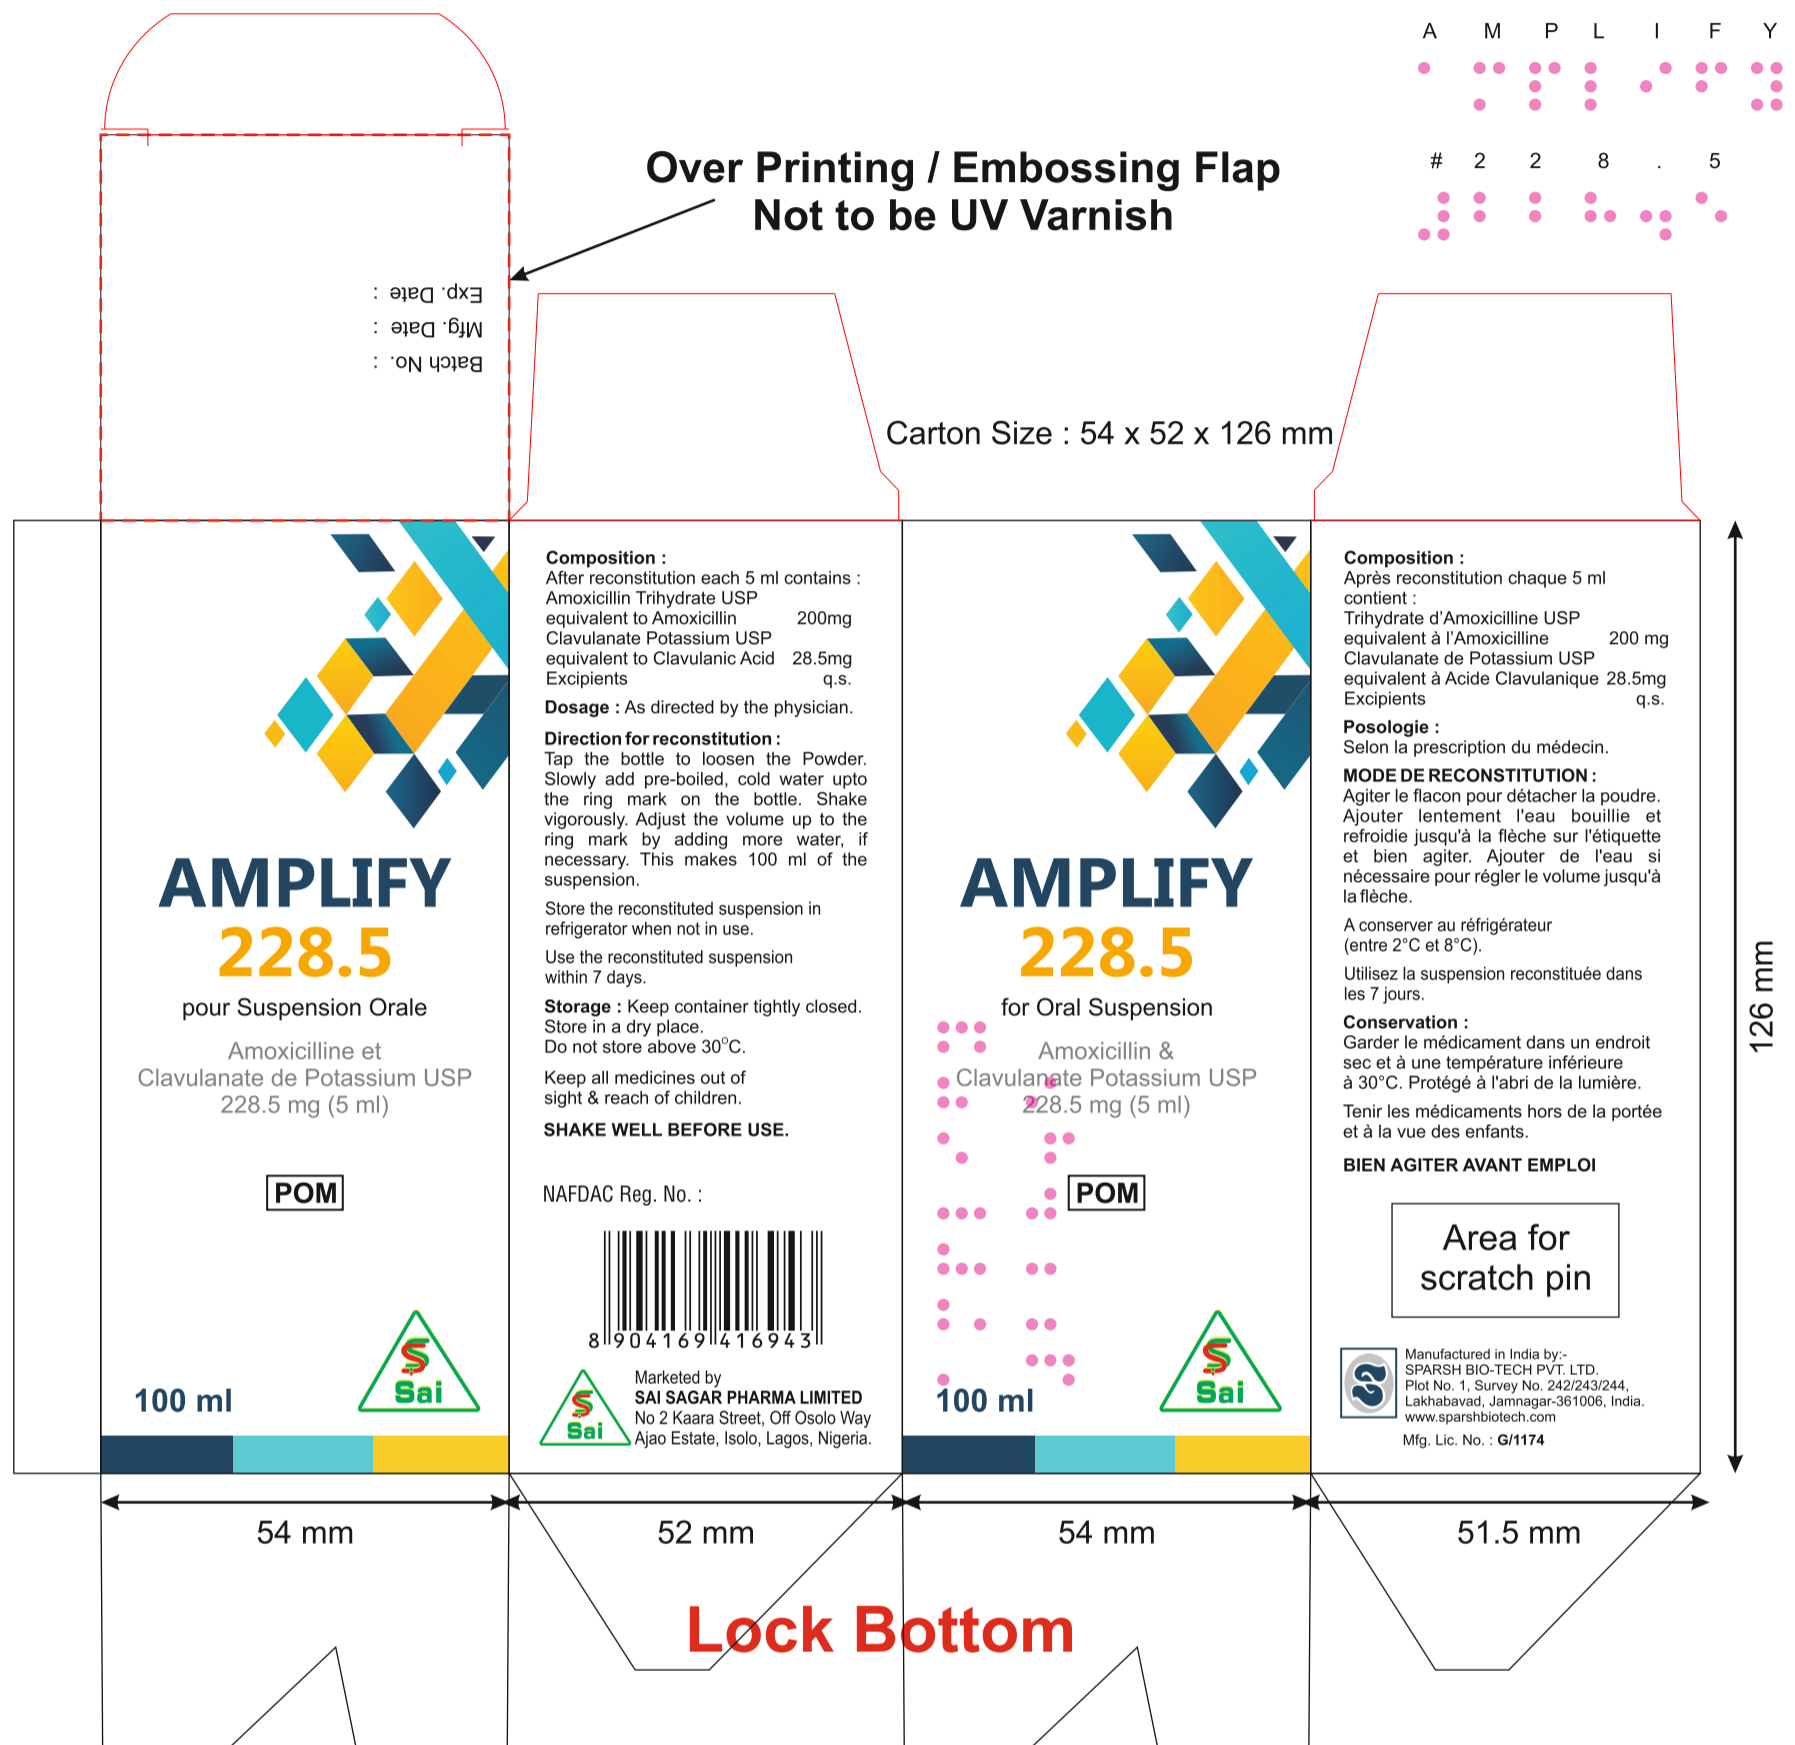 A M P L I F Y
# 2 2 8 . 5
Over Printing / Embossing Flap
Not to be UV Varnish
Exp. Date :
Mfg. Date :
Batch No. :
Carton Size : 54 x 52 x 126 mm
AMPLIFY
228.5
pour Suspension Orale
Amoxicilline et
Clavulanate de Potassium USP
228.5 mg (5 ml)
POM
100 ml
Sai
Composition :
After reconstitution each 5 ml contains :
Amoxicillin Trihydrate USP
equivalent to Amoxicillin 200mg
Clavulanate Potassium USP
equivalent to Clavulanic Acid 28.5mg
Excipients q.s.
Dosage : As directed by the physician.
Direction for reconstitution :
Tap the bottle to loosen the Powder.
Slowly add pre-boiled, cold water upto
the ring mark on the bottle. Shake
vigorously. Adjust the volume up to the
ring mark by adding more water, if
necessary. This makes 100 ml of the
suspension.
Store the reconstituted suspension in
refrigerator when not in use.
Use the reconstituted suspension
within 7 days.
Storage : Keep container tightly closed.
Store in a dry place.
Do not store above 30°C.
Keep all medicines out of
sight & reach of children.
SHAKE WELL BEFORE USE.
NAFDAC Reg. No. :
8 904169 416943
Sai
Marketed by
SAI SAGAR PHARMA LIMITED
No 2 Kaara Street, Off Osolo Way
Ajao Estate, Isolo, Lagos, Nigeria.
AMPLIFY
228.5
for Oral Suspension
Amoxicillin &
Clavulanate Potassium USP
228.5 mg (5 ml)
POM
100 ml
Sai
Composition :
Après reconstitution chaque 5 ml
contient :
Trihydrate d'Amoxicilline USP
equivalent à l'Amoxicilline 200 mg
Clavulanate de Potassium USP
equivalent à Acide Clavulanique 28.5mg
Excipients q.s.
Posologie :
Selon la prescription du médecin.
MODE DE RECONSTITUTION :
Agiter le flacon pour détacher la poudre.
Ajouter lentement l'eau bouillie et
refroidie jusqu'à la flèche sur l'étiquette
et bien agiter. Ajouter de l'eau si
nécessaire pour régler le volume jusqu'à
la flèche.
A conserver au réfrigérateur
(entre 2°C et 8°C).
Utilisez la suspension reconstituée dans
les 7 jours.
Conservation :
Garder le médicament dans un endroit
sec et à une température inférieure
à 30°C. Protégé à l'abri de la lumière.
Tenir les médicaments hors de la portée
et à la vue des enfants.
BIEN AGITER AVANT EMPLOI
Area for
scratch pin
Manufactured in India by:-
SPARSH BIO-TECH PVT. LTD.
Plot No. 1, Survey No. 242/243/244,
Lakhabavad, Jamnagar-361006, India.
www.sparshbiotech.com
Mfg. Lic. No. : G/1174
126 mm
54 mm
52 mm
54 mm
51.5 mm
Lock Bottom